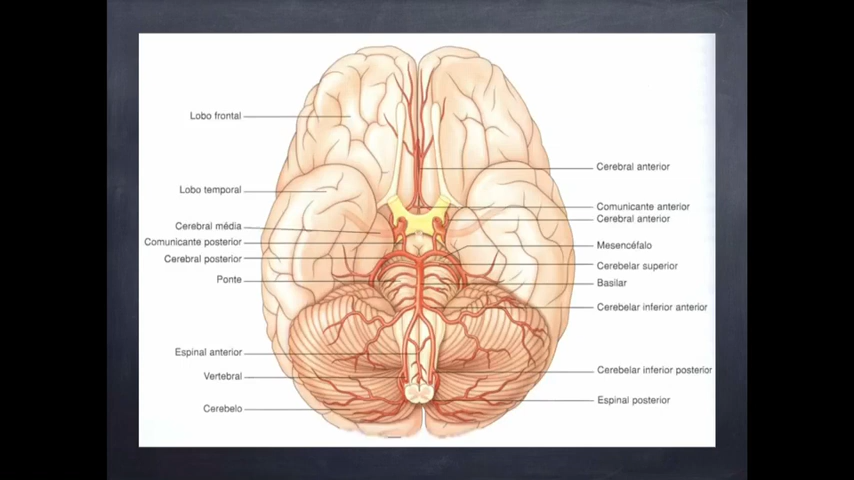 Lobo frontal
Lobo temporal
Cerebral média
Comunicante posterior
Cerebral posterior
Ponte
Espinal anterior
Vertebral
Cerebelo
Cerebral anterior
Comunicante anterior
Cerebral anterior
Mesencéfalo
Cerebelar superior
Basilar
Cerebelar inferior anterior
Cerebelar inferior posterior
Espinal posterior